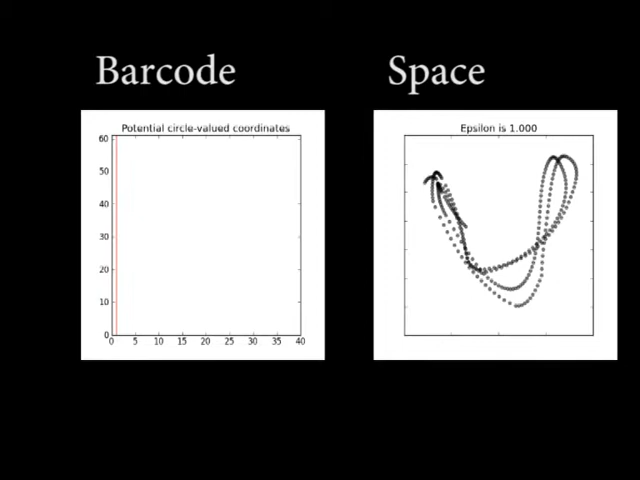 Barcode
Space
Potential circle-valued coordinates
Epsilon is 1.000
60
50
40
30
20
10
0
0 5 10 15 20 25 30 35 40